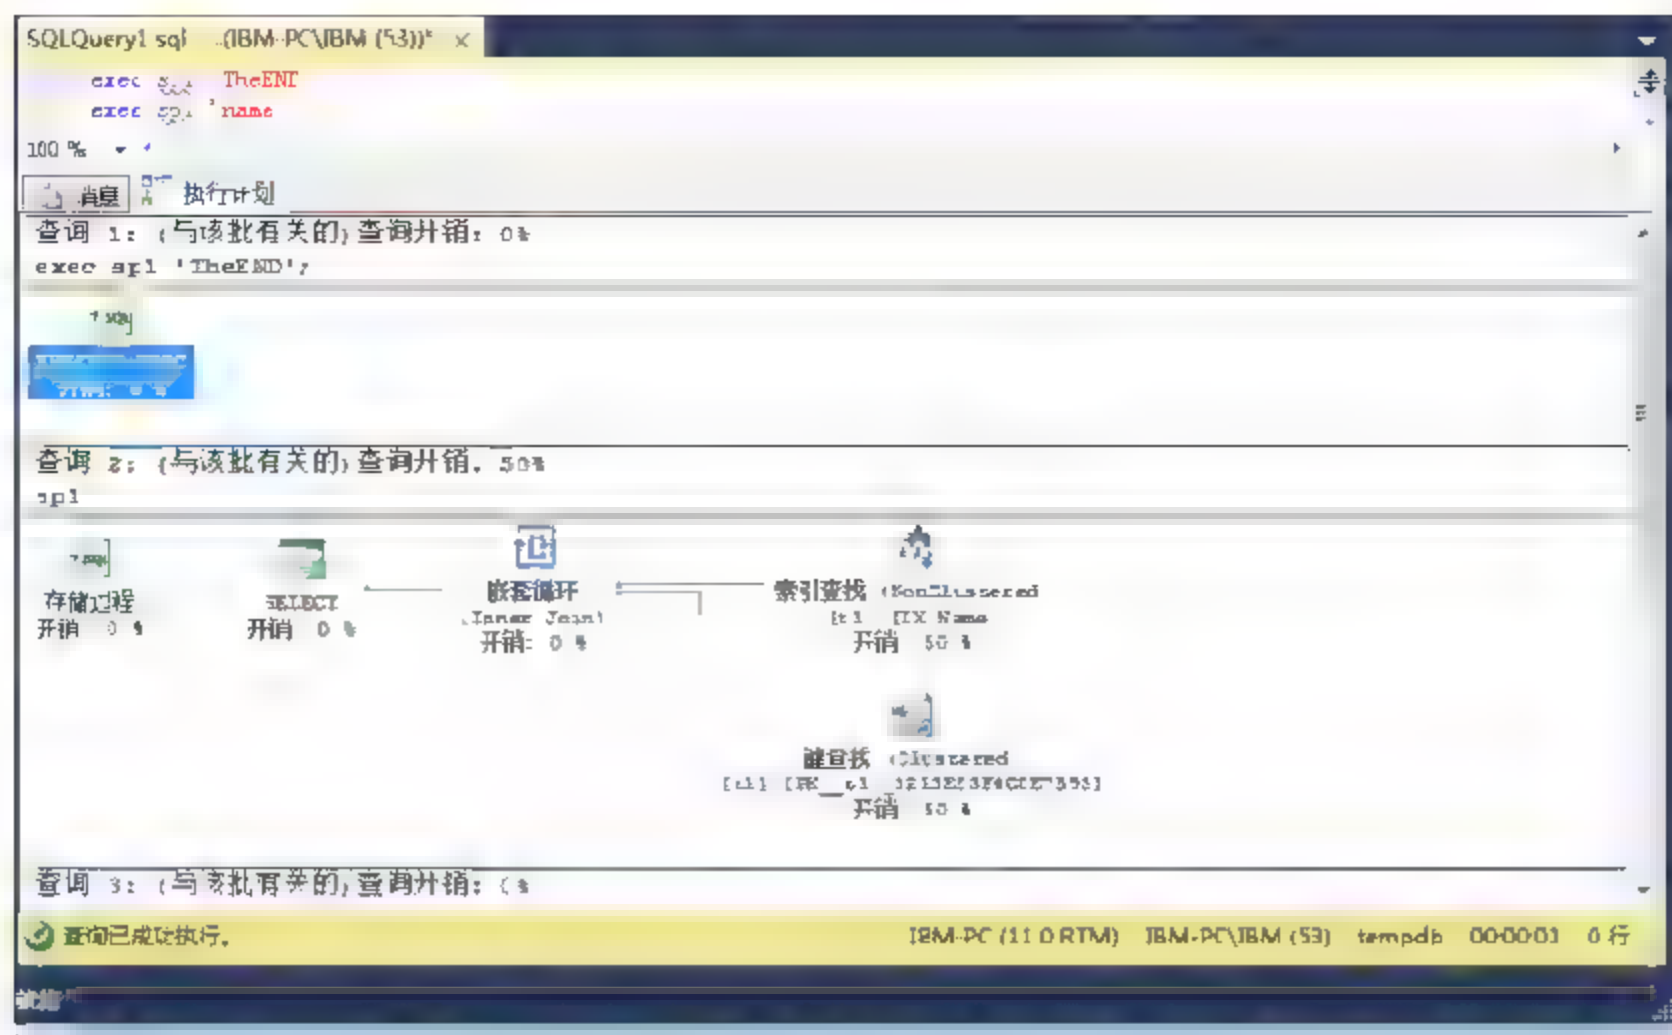 SQLQuery1.sql ...(IBM-PC\IBM (53))* ×
exec sp1 'TheEND
exec sp1 'name
100 %
消息 执行计划
查询 1: (与该批有关的)查询开销: 0%
exec sp1 'TheEND';
查询 2: (与该批有关的)查询开销: 50%
sp1
存储过程
开销 0 %
SELECT
开销 0 %
嵌套循环
(Inner Join)
开销: 0 %
索引查找 (NonClustered
[t1 [IX_Name
开销 50 %
键查找 (Clustered
开销 50 %
查询 3: (与该批有关的)查询开销:
查询已成功执行。
IBM-PC (11.0 RTM) IBM-PC\IBM (53) tempdb 0 行
就绪